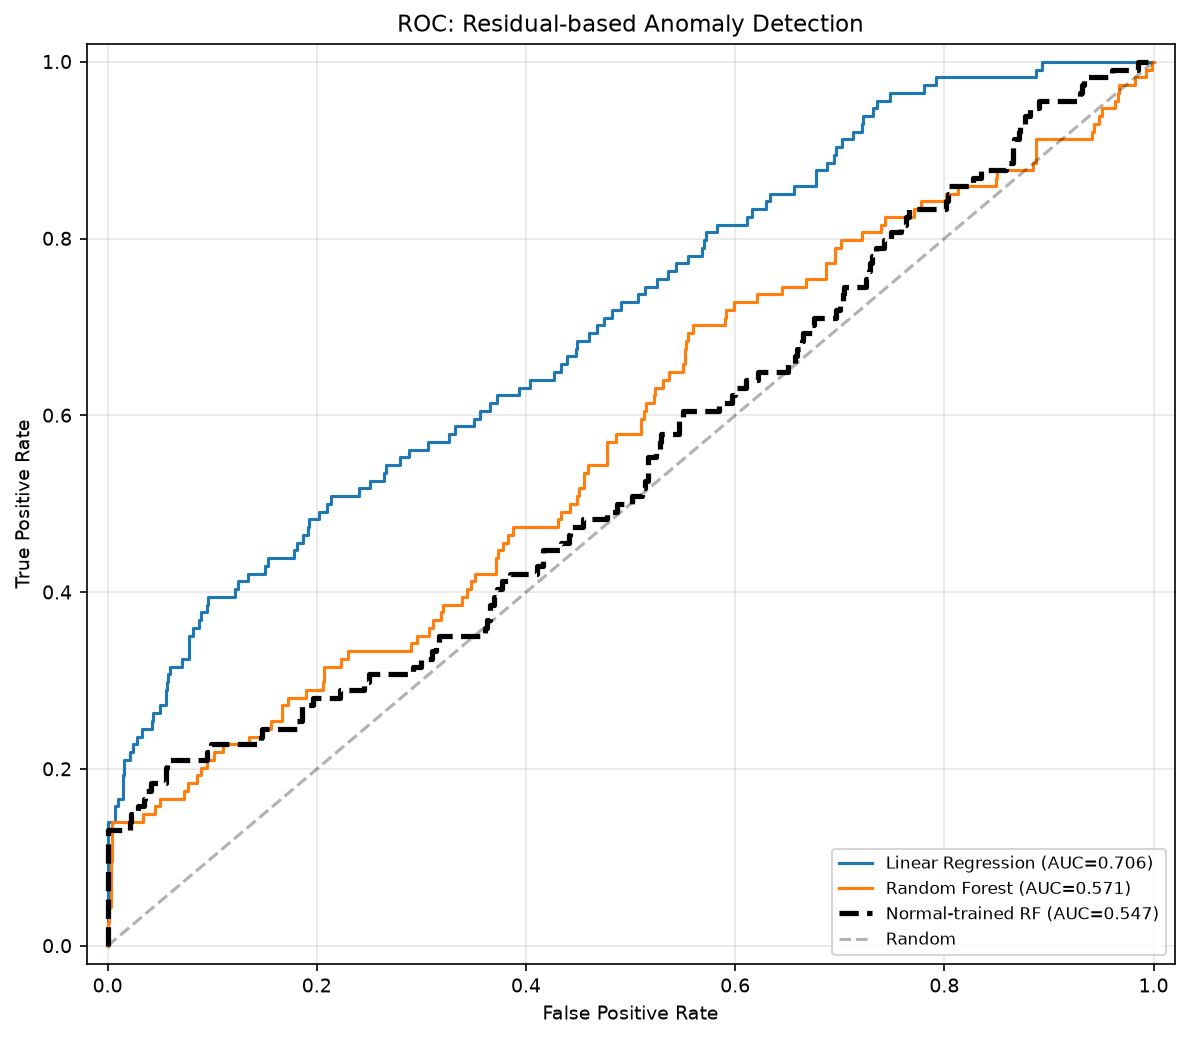 ROC: Residual-based Anomaly Detection
True Positive Rate
1.0
0.8
0.6
0.4
0.2
0.0
Linear Regression (AUC=0.706)
Random Forest (AUC=0.571)
Normal-trained RF (AUC=0.547)
Random
0.0 0.2 0.4 0.6 0.8 1.0
False Positive Rate